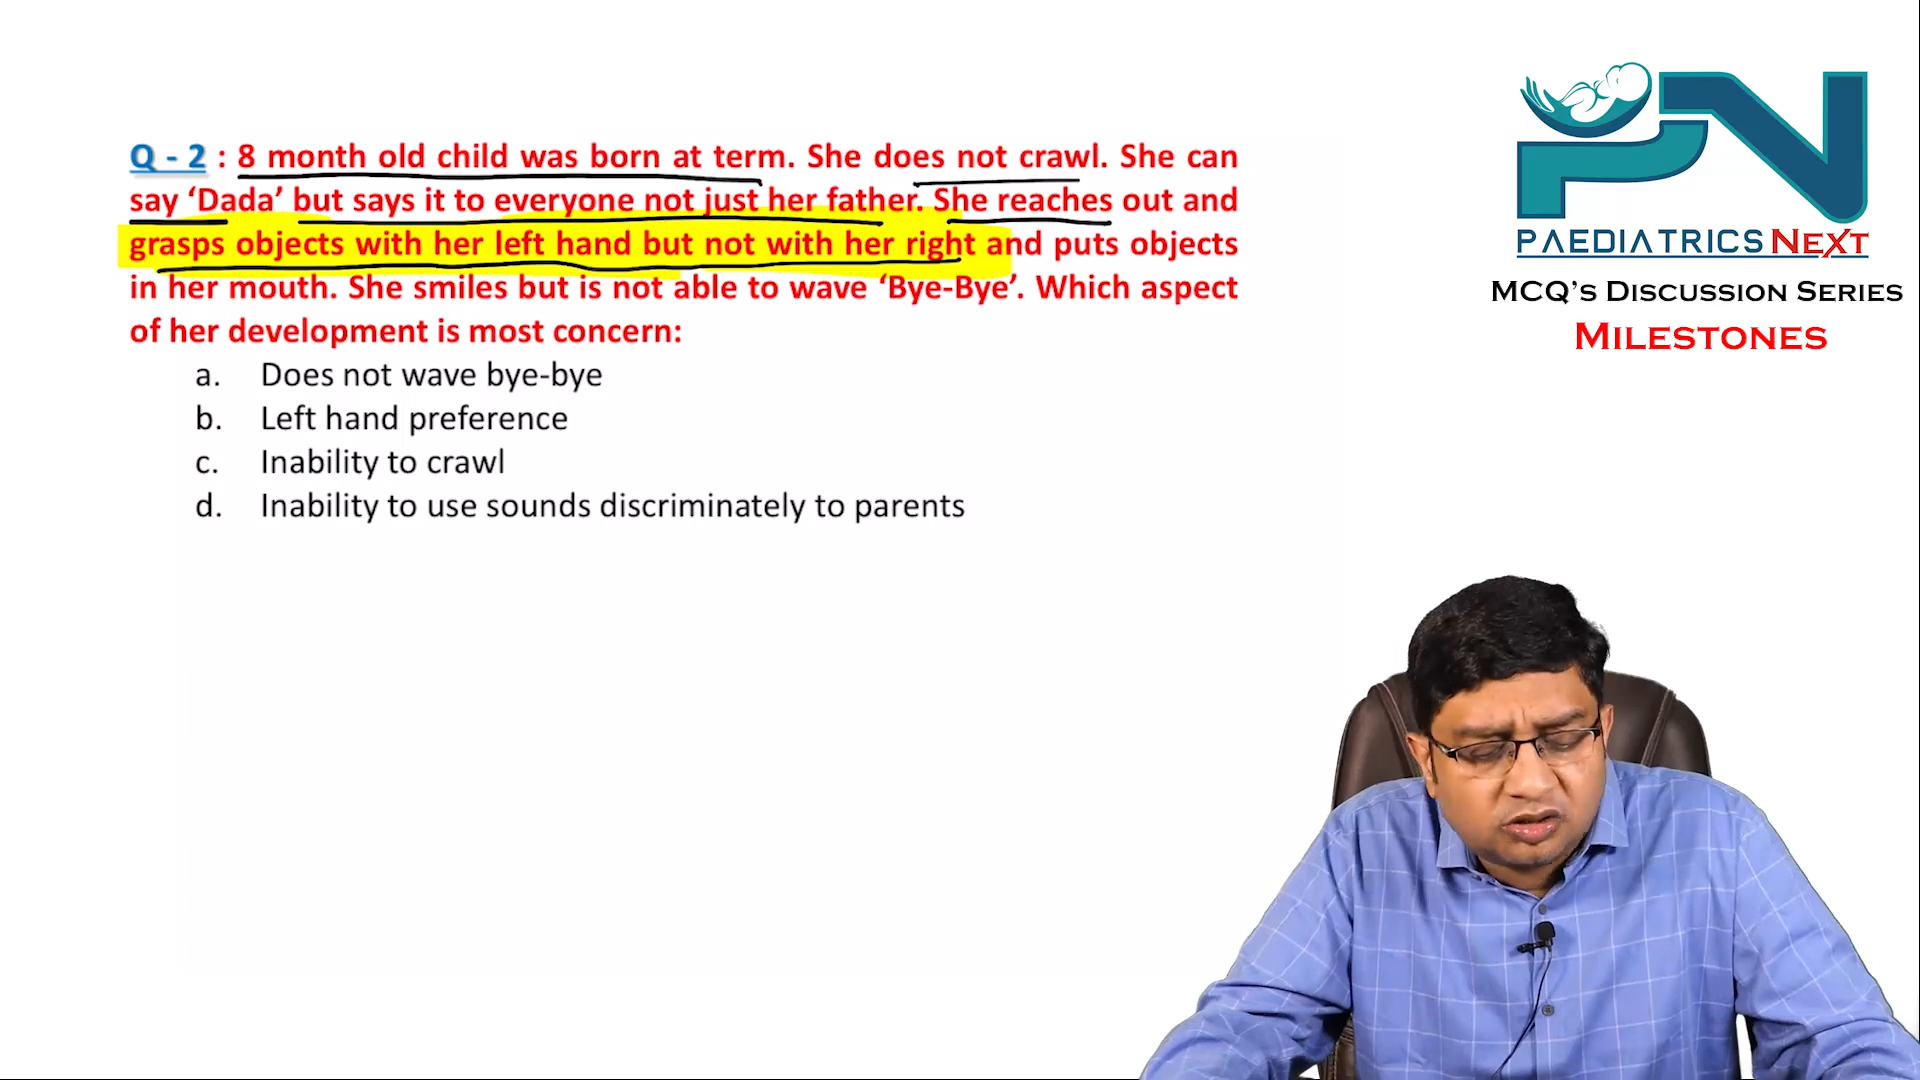 Q - 2 : 8 month old child was born at term. She does not crawl. She can
say ‘Dada’ but says it to everyone not just her father. She reaches out and
grasps objects with her left hand but not with her right and puts objects
in her mouth. She smiles but is not able to wave ‘Bye-Bye’. Which aspect
of her development is most concern:
a. Does not wave bye-bye
b. Left hand preference
c. Inability to crawl
d. Inability to use sounds discriminately to parents
PN
PAEDIATRICS NEXT
MCQ’s Discussion Series
Milestones